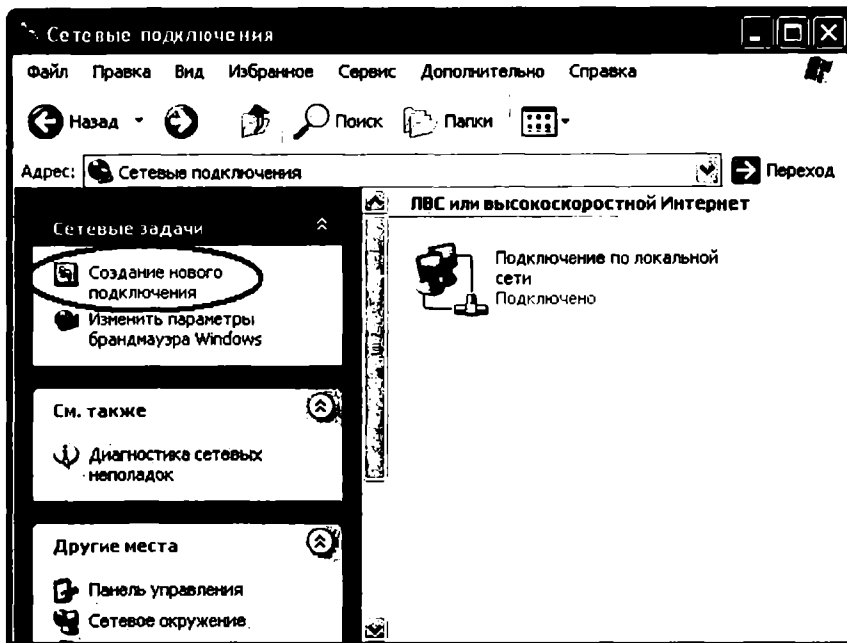 Сетевые подключения
Файл Правка Вид Избранное Сервис Дополнительно Справка
Назад Поиск Папки
Адрес: Сетевые подключения Переход
Сетевые задачи
Создание нового
подключения
Изменить параметры
брандмауэра Windows
См. также
Диагностика сетевых
неполадок
Другие места
Панель управления
Сетевое окружение
ЛВС или высокоскоростной Интернет
Подключение по локальной
сети
Подключено